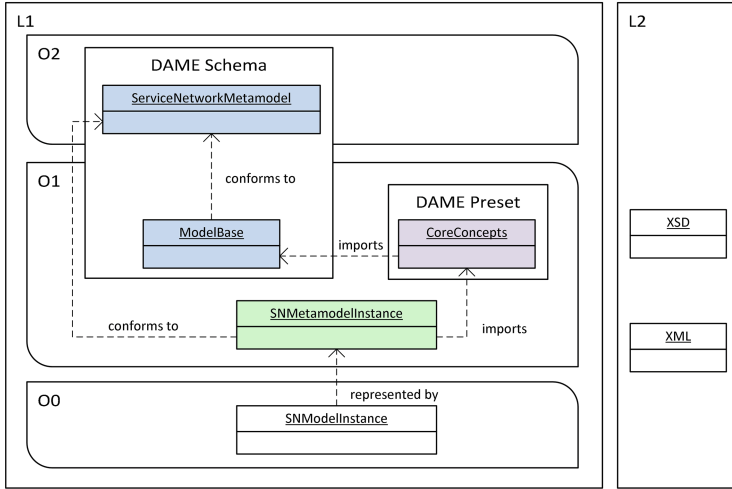 L1
L2
O2
DAME Schema
ServiceNetworkMetamodel
O1
conforms to
DAME Preset
ModelBase
imports
CoreConcepts
XSD
SNMetamodelInstance
conforms to
imports
XML
represented by
O0
SNModelInstance